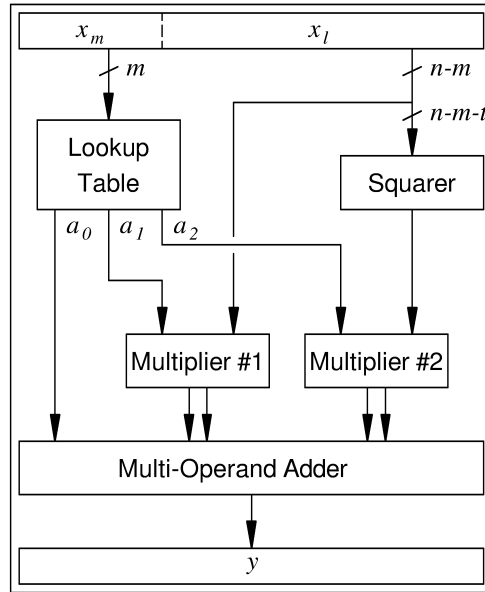 x_m x_l
m n-m
n-m-t
Lookup
Table
Squarer
a_0 a_1 a_2
Multiplier #1 Multiplier #2
Multi-Operand Adder
y